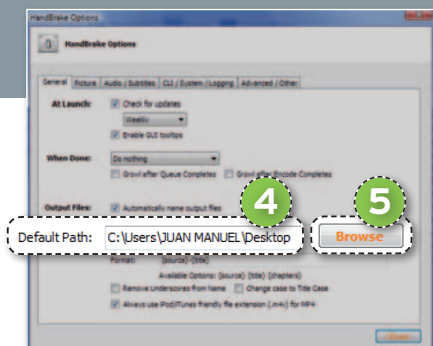 HandBrake Options
HandBrake Options
General Picture Audio / Subtitles CLI / System / Logging Advanced / Other
At Launch: Check for updates
Weekly
Enable GUI tooltips
When Done: Do nothing
Growl after Queue Completes Growl after Encode Completes
Output Files: Automatically name output files
4 5
Default Path: C:\Users\JUAN MANUEL\Desktop Browse
Format: {source}-{title}
Available Options: {source} {title} {chapters}
Remove Underscores from Name Change case to Title Case
Always use iPod/iTunes friendly file extension (.m4v) for MP4